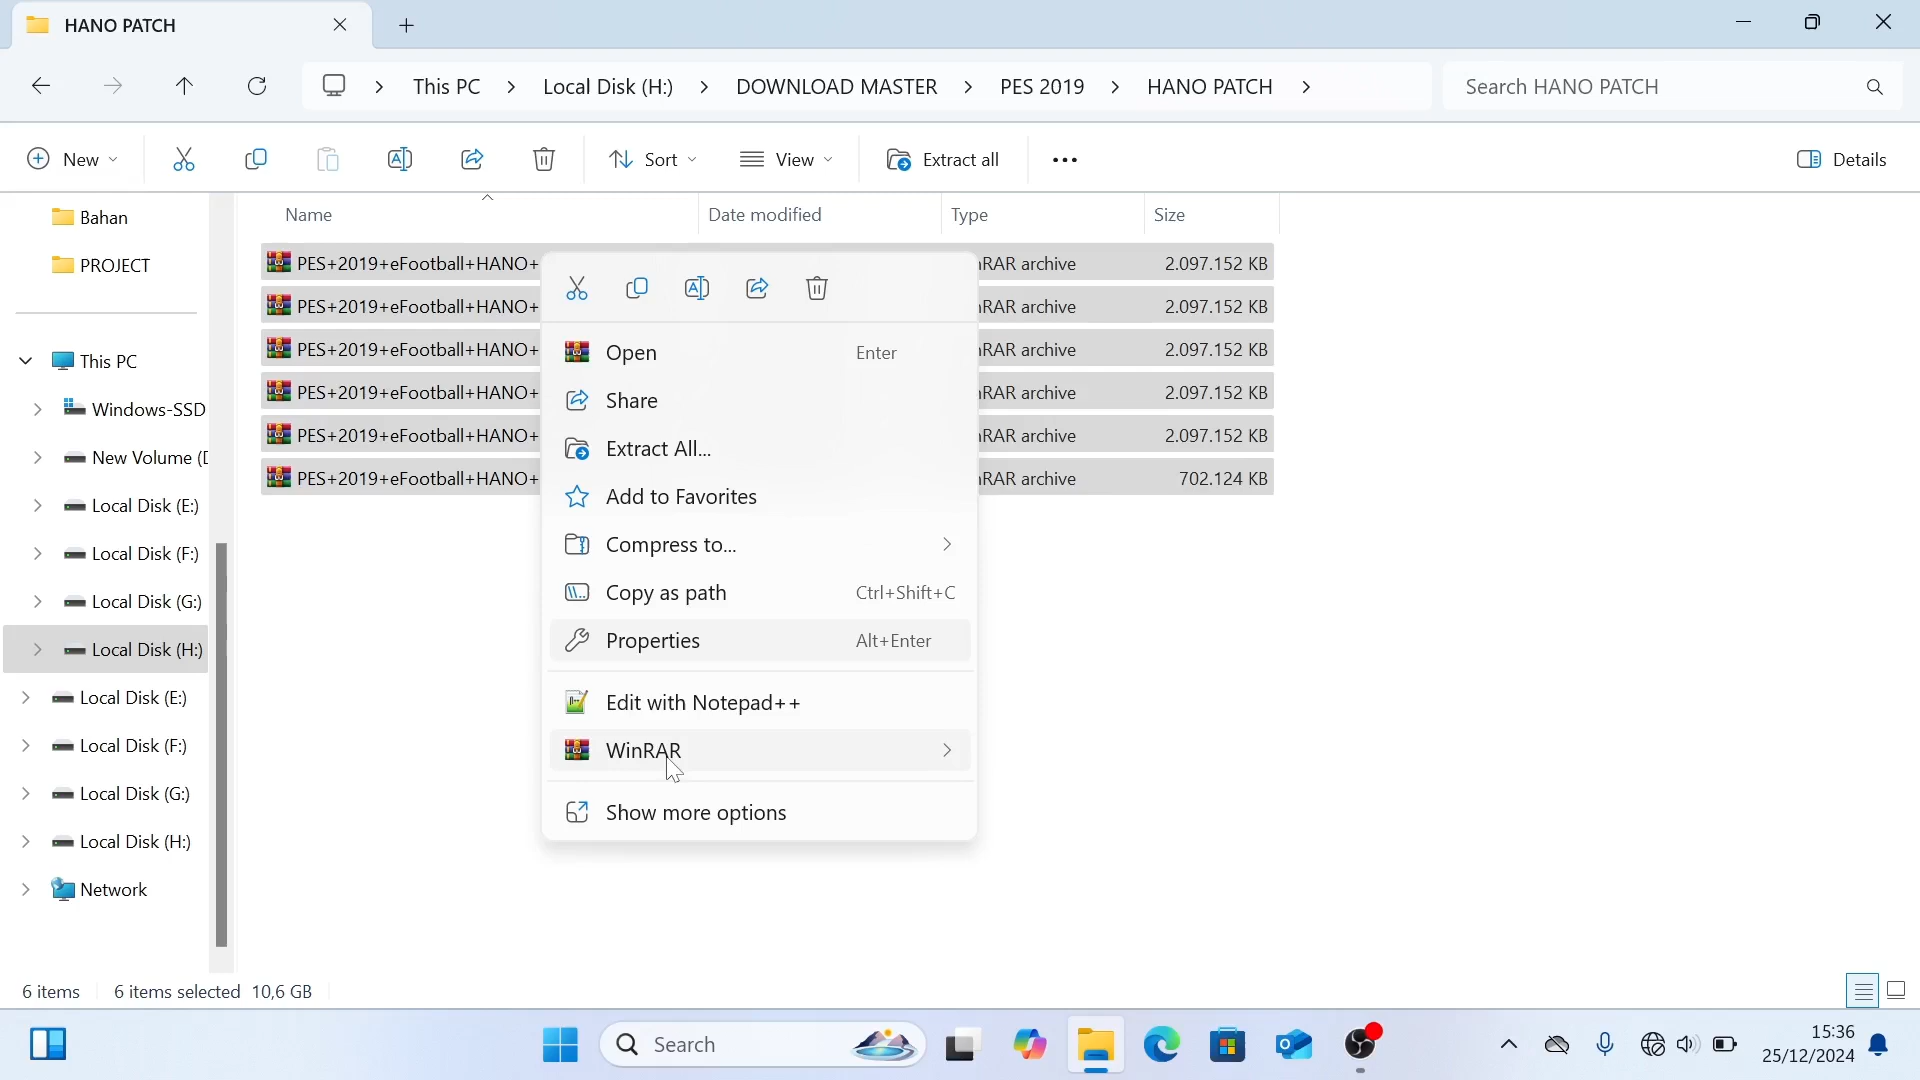 HANO PATCH
This PC > Local Disk (H:) > DOWNLOAD MASTER > PES 2019 > HANO PATCH >
Search HANO PATCH
New
Sort
View
Extract all
Details
Name
Date modified
Type
Size
Bahan
PROJECT
This PC
Windows-SSD
New Volume (D
Local Disk (E:)
Local Disk (F:)
Local Disk (G:)
Local Disk (H:)
Local Disk (E:)
Local Disk (F:)
Local Disk (G:)
Local Disk (H:)
Network
PES+2019+eFootball+HANO+ nRAR archive 2.097.152 KB
PES+2019+eFootball+HANO+ nRAR archive 2.097.152 KB
PES+2019+eFootball+HANO+ nRAR archive 2.097.152 KB
PES+2019+eFootball+HANO+ nRAR archive 2.097.152 KB
PES+2019+eFootball+HANO+ nRAR archive 2.097.152 KB
PES+2019+eFootball+HANO+ nRAR archive 702.124 KB
Open Enter
Share
Extract All...
Add to Favorites
Compress to...
Copy as path Ctrl+Shift+C
Properties Alt+Enter
Edit with Notepad++
WinRAR
Show more options
6 items
6 items selected 10,6 GB
Search
15:36
25/12/2024